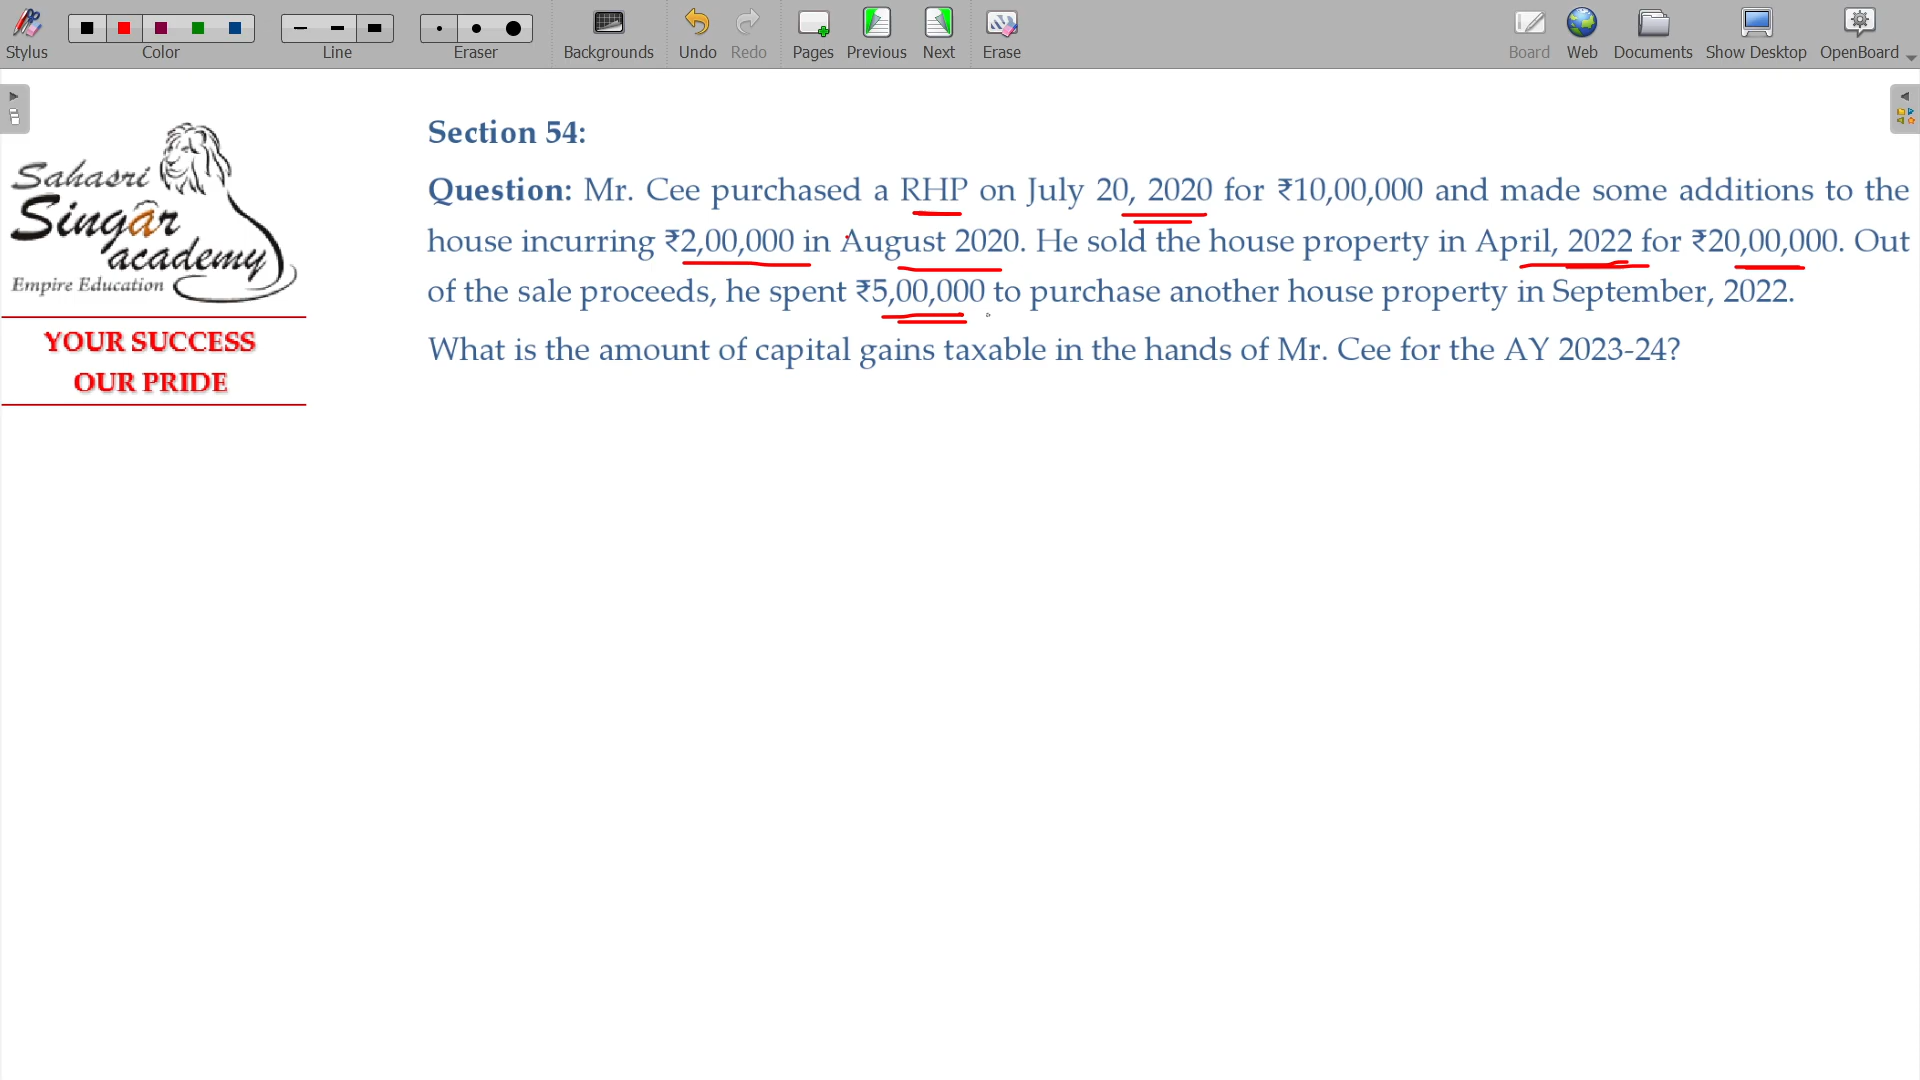 Stylus Color Line Eraser Backgrounds Undo Redo Pages Previous Next Erase Board Web Documents Show Desktop OpenBoard
Sahasri
Singar
academy
Empire Education
YOUR SUCCESS
OUR PRIDE
Section 54:
Question: Mr. Cee purchased a RHP on July 20, 2020 for ₹10,00,000 and made some additions to the
house incurring ₹2,00,000 in August 2020. He sold the house property in April, 2022 for ₹20,00,000. Out
of the sale proceeds, he spent ₹5,00,000 to purchase another house property in September, 2022.
What is the amount of capital gains taxable in the hands of Mr. Cee for the AY 2023-24?